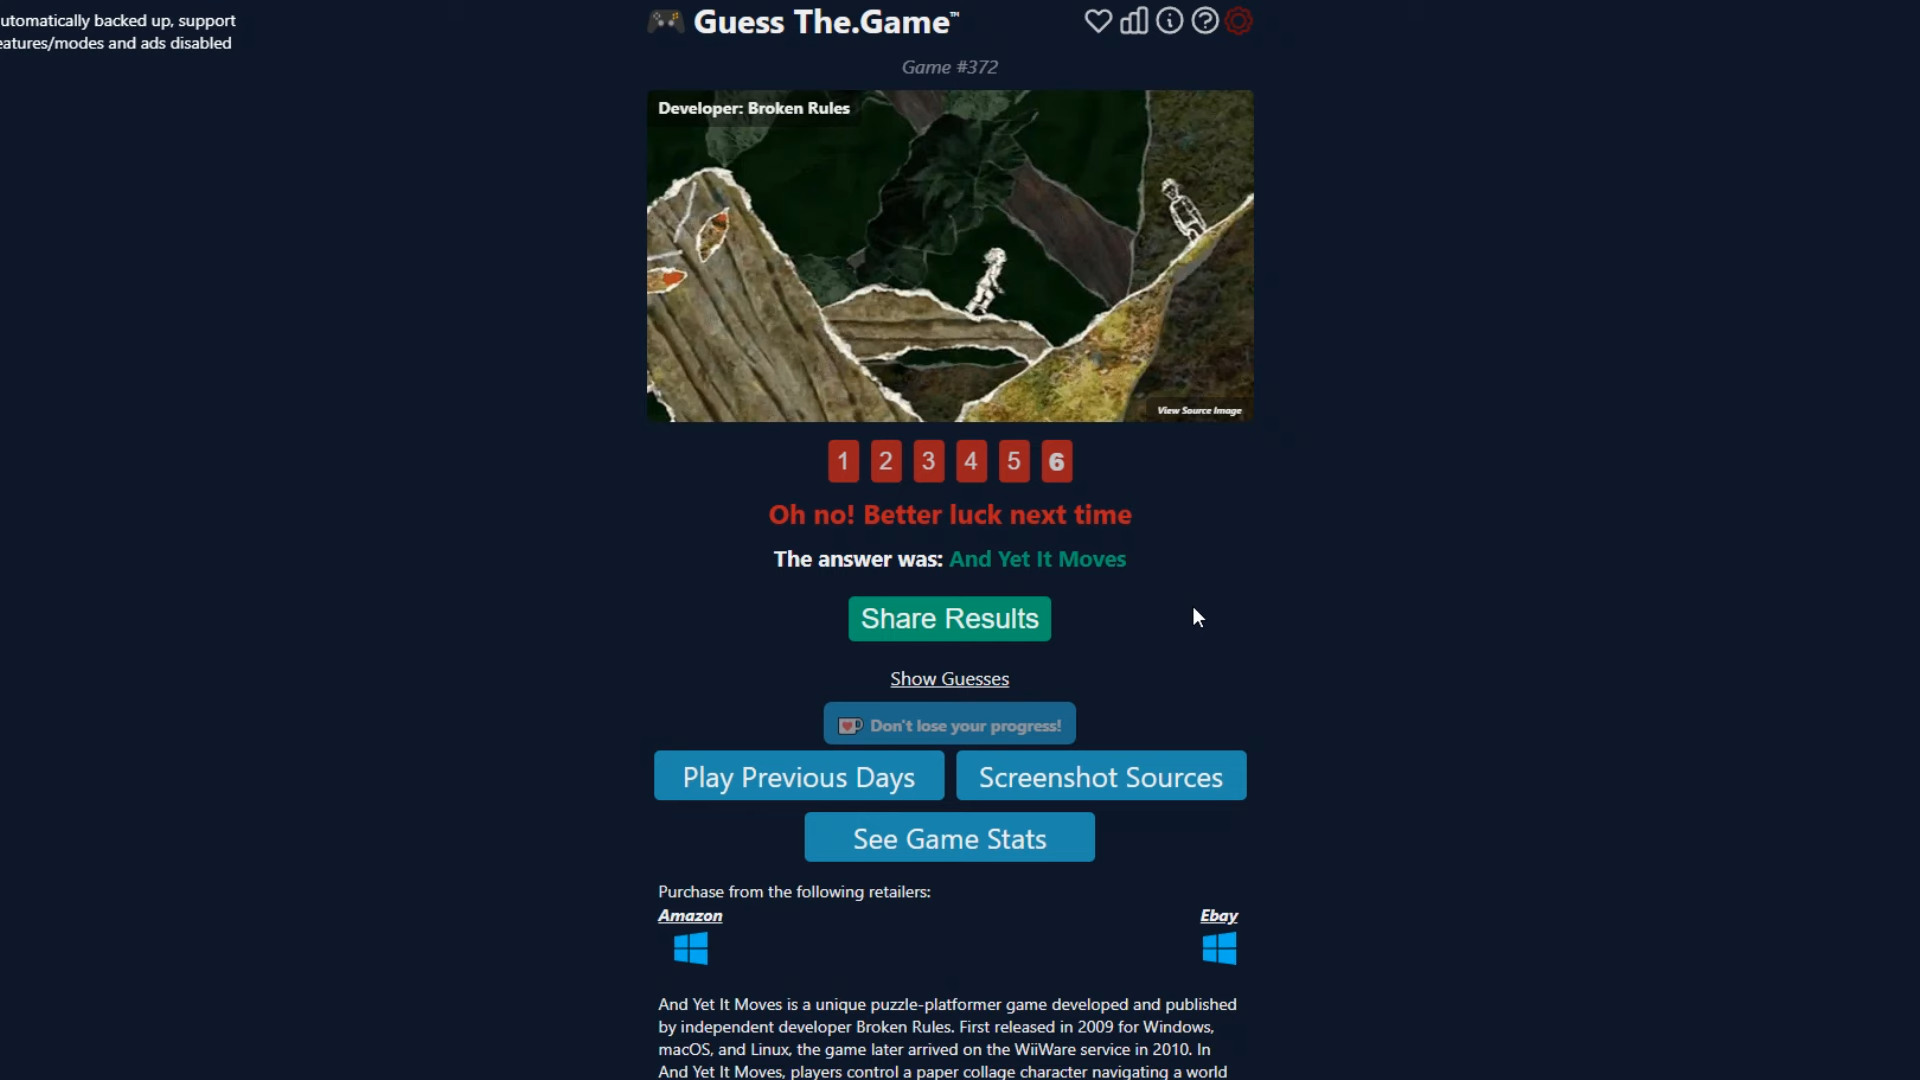 utomatically backed up, support
eatures/modes and ads disabled
Guess The.Game™
Game #372
Developer: Broken Rules
View Source Image
1 2 3 4 5 6
Oh no! Better luck next time
The answer was: And Yet It Moves
Share Results
Show Guesses
Don't lose your progress!
Play Previous Days
Screenshot Sources
See Game Stats
Purchase from the following retailers:
Amazon
Ebay
And Yet It Moves is a unique puzzle-platformer game developed and published
by independent developer Broken Rules. First released in 2009 for Windows,
macOS, and Linux, the game later arrived on the WiiWare service in 2010. In
And Yet It Moves, players control a paper collage character navigating a world